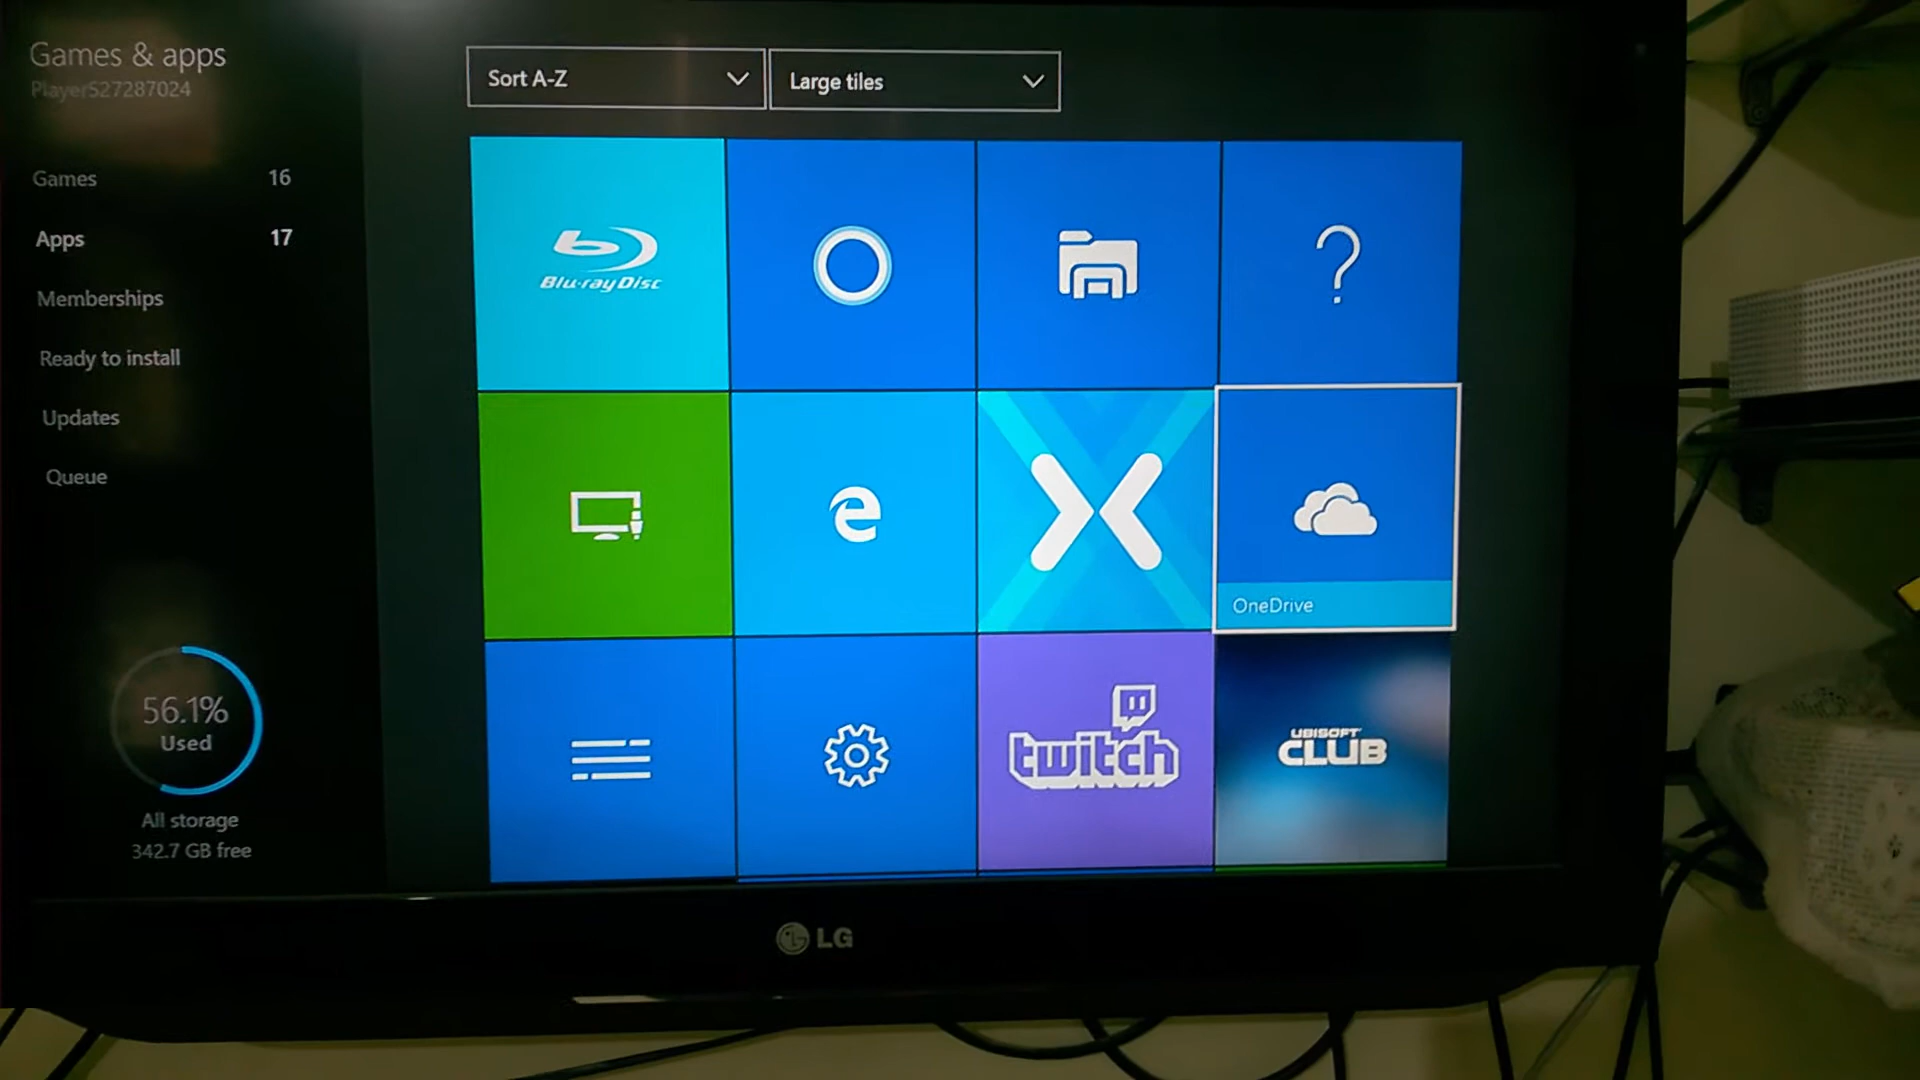 Games & apps
Player527287024
Games 16
Apps 17
Memberships
Ready to install
Updates
Queue
56.1%
Used
All storage
342.7 GB free
Sort A-Z
Large tiles
Blu-ray Disc
?
e
OneDrive
twitch
UBISOFT
CLUB
LG